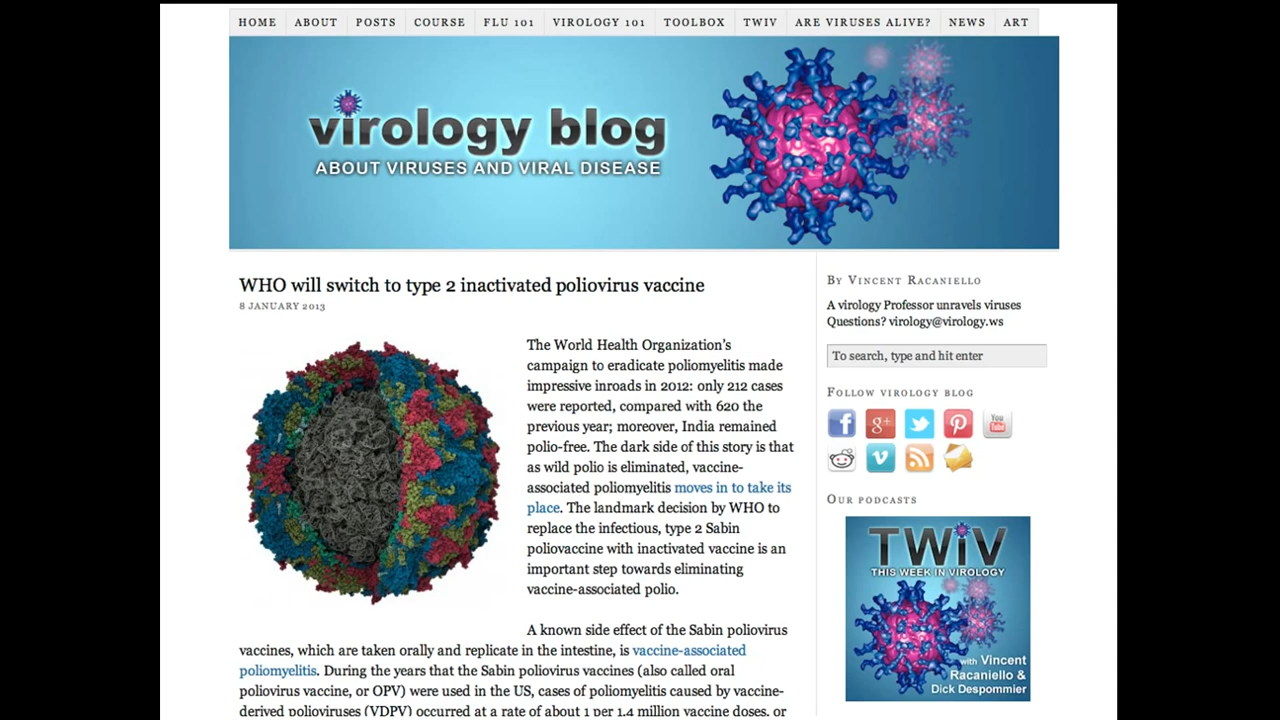 HOME ABOUT POSTS COURSE FLU 101 VIROLOGY 101 TOOLBOX TWIV ARE VIRUSES ALIVE? NEWS ART
virology blog
ABOUT VIRUSES AND VIRAL DISEASE
WHO will switch to type 2 inactivated poliovirus vaccine
8 JANUARY 2013
The World Health Organization’s
campaign to eradicate poliomyelitis made
impressive inroads in 2012: only 212 cases
were reported, compared with 620 the
previous year; moreover, India remained
polio-free. The dark side of this story is that
as wild polio is eliminated, vaccine-
associated poliomyelitis moves in to take its
place. The landmark decision by WHO to
replace the infectious, type 2 Sabin
poliovaccine with inactivated vaccine is an
important step towards eliminating
vaccine-associated polio.
A known side effect of the Sabin poliovirus
vaccines, which are taken orally and replicate in the intestine, is vaccine-associated
poliomyelitis. During the years that the Sabin poliovirus vaccines (also called oral
poliovirus vaccine, or OPV) were used in the US, cases of poliomyelitis caused by vaccine-
derived polioviruses (VDPV) occurred at a rate of about 1 per 1.4 million vaccine doses, or
BY VINCENT RACANIELLO
A virology Professor unravels viruses
Questions? virology@virology.ws
To search, type and hit enter
FOLLOW VIROLOGY BLOG
f g+ P You Tube
v
OUR PODCASTS
TWiV
THIS WEEK IN VIROLOGY
with Vincent
Racaniello &
Dick Despommier